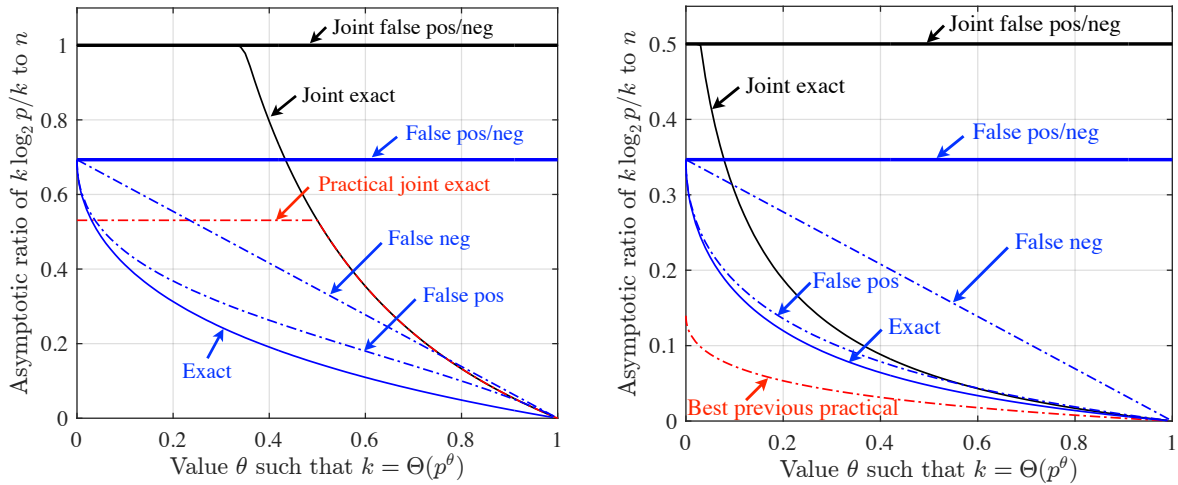 Joint false pos/neg
1
Joint exact
0.8
False pos/neg
0.6
Practical joint exact
0.4
False neg
False pos
0.2
Exact
0
0 0.2 0.4 0.6 0.8 1
Value θ such that k = Θ(p^θ)
Asymptotic ratio of k log₂ p/k to n
Joint false pos/neg
0.5
Joint exact
0.4
False pos/neg
0.3
False neg
0.2
False pos
Exact
0.1
Best previous practical
0
0 0.2 0.4 0.6 0.8 1
Value θ such that k = Θ(p^θ)
Asymptotic ratio of k log₂ p/k to n